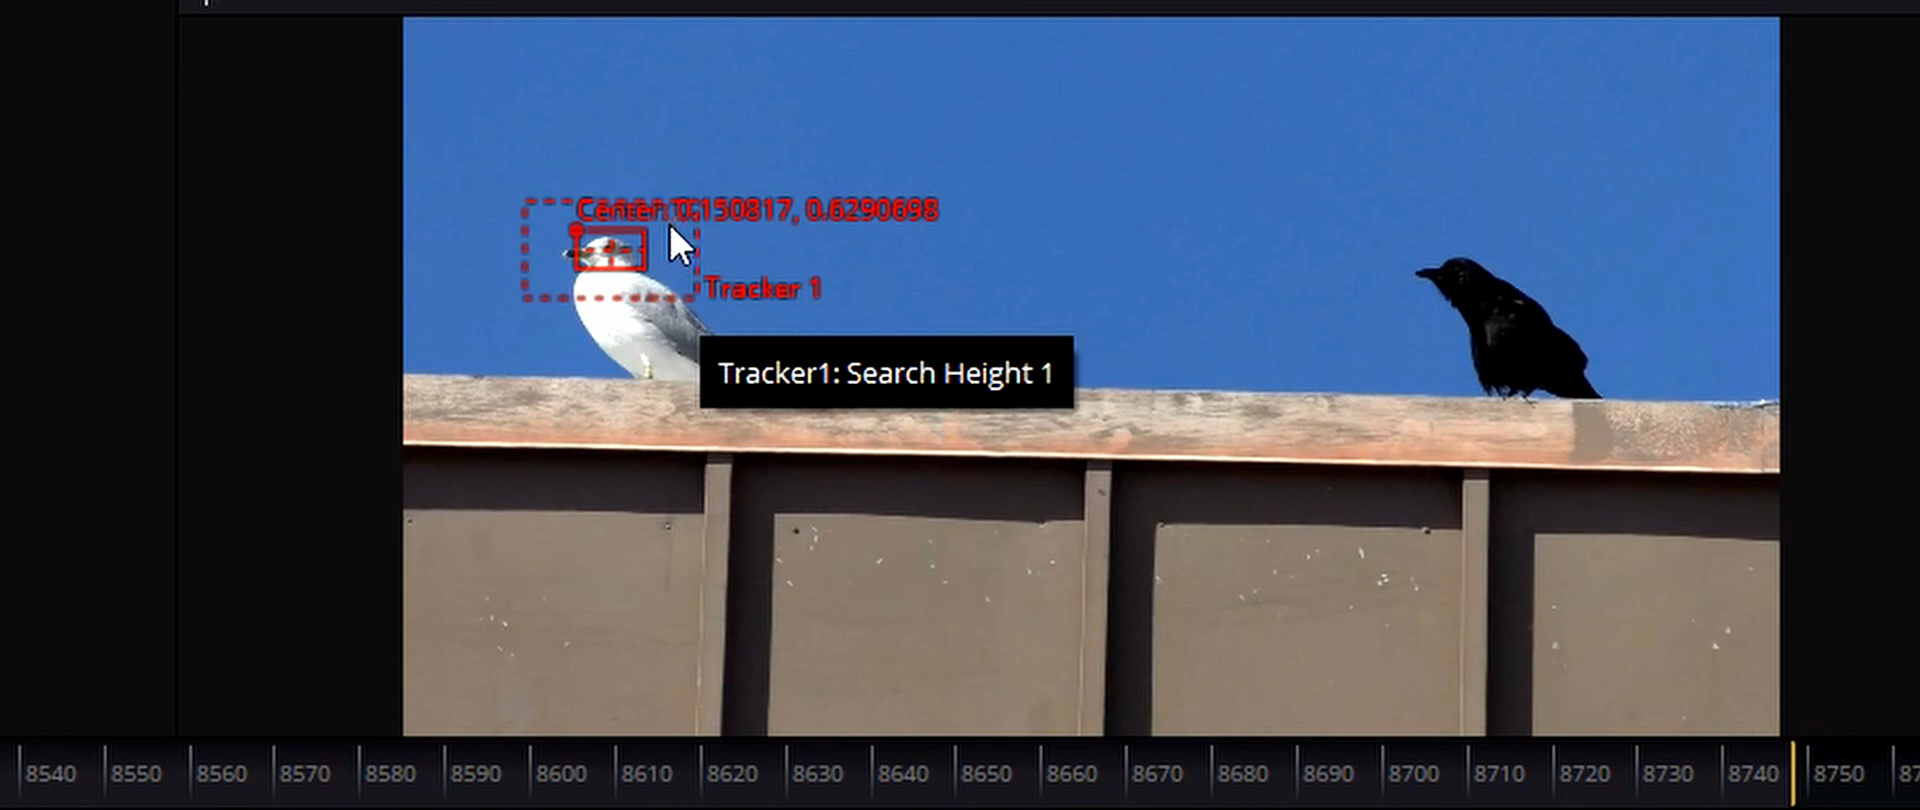 Center: 0.150817, 0.6290698
Tracker 1
Tracker1: Search Height 1
8540 8550 8560 8570 8580 8590 8600 8610 8620 8630 8640 8650 8660 8670 8680 8690 8700 8710 8720 8730 8740 8750 87